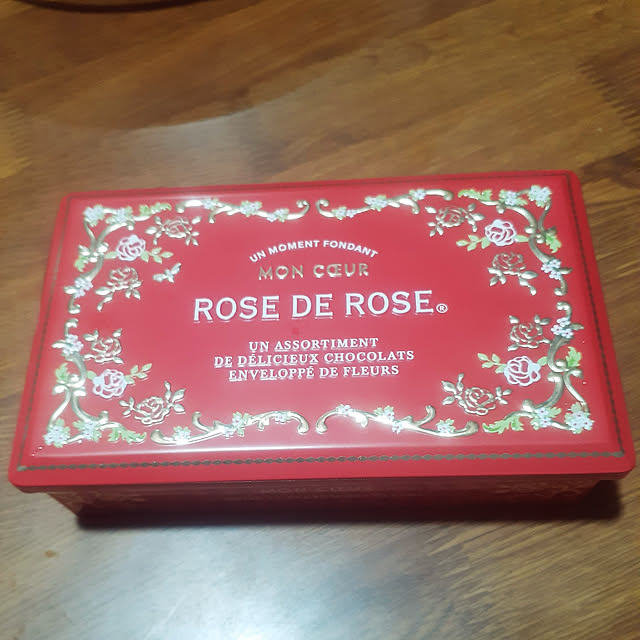 UN MOMENT FONDANT
MON CŒUR
ROSE DE ROSE®
UN ASSORTIMENT
DE DÉLICIEUX CHOCOLATS
ENVELOPPÉ DE FLEURS